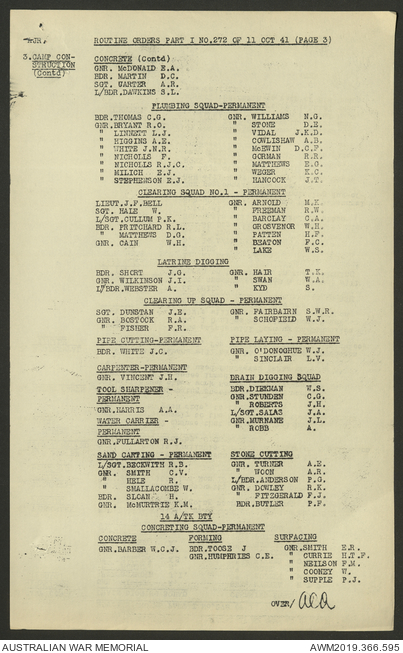 ROUTINE ORDERS PART I NO.272 OF 11 OCT 41 (PAGE 3)
3.CAMP CON-
STRUCTION
(Contd)
CONCRETE (Contd)
GNR. McDONALD E.A.
BDR. MARTIN D.C.
SGT. CARTER A.R.
L/BDR.DAWKINS S.L.
PLUMBING SQUAD-PERMANENT
BDR.THOMAS C.G. GNR. WILLIAMS N.G.
GNR.BRYANT R.C. " STONE D.E.
" LINNETT L.J. " VIDAL J.K.D.
" HIGGINS A.E. " COWLISHAW A.B.
" WHITE J.N.R. " McEWIN D.C.F.
" NICHOLLS F. " GORMAN R.R.
" NICHOLLS R.J.C. " MATTHEWS E.G.
" MILICH E.J. " WEBER K.C.
" STEPHENSON E.J. " HANCOCK J.T.
CLEARING SQUAD NO.1 - PERMANENT
LIEUT.J.F.BELL GNR. ARNOLD M.K.
SGT. HALE W. " FREEMAN R.W.
L/SGT.CULLUM P.K. " BARCLAY C.A.
BDR. PRITCHARD R.L. " GROSVENOR W.H.
" MATTHEWS D.G. " PATTEN H.F.
GNR. CAIN W.H. " BEATON F.C.
" LAKE W.S.
LATRINE DIGGING
BDR. SHORT J.G. GNR. HAIR T.K.
GNR. WILKINSON J.I. " SWAN W.A.
L/BDR.WEBSTER A. " KYD S.
CLEARING UP SQUAD - PERMANENT
SGT. DUNSTAN J.E. GNR. FAIRBAIRN S.W.R.
GNR. BOSTOCK R.A. " SCHOFIELD W.J.
" FISHER F.R.
PIPE CUTTING-PERMANENT PIPE LAYING - PERMANENT
BDR. WHITE J.C. GNR. O'DONOGHUE W.J.
" SINCLAIR L.V.
CARPENTER-PERMANENT
GNR. VINCENT J.H. DRAIN DIGGING SQUAD
TOOL SHARPENER - BDR.DIEKMAN W.S.
PERMANENT GNR.STUNDEN C.G.
" ROBERTS J.H.
GNR.HARRIS A.A. L/SGT.SALAS J.A.
WATER CARRIER - GNR.MURNANE J.L.
PERMANENT " ROBB A.
GNR.FULLARTON R.J.
SAND CARTING - PERMANENT STONE CUTTING
L/SGT.BECKWITH R.B. GNR. TURNER A.E.
GNR. SMITH C.V. " WOON A.R.
" HELE R. L/BDR.ANDERSON P.G.
" SMALLACOMBE W. GNR. DOWLEY R.K.
BDR. SLOAN H. " FITZGERALD F.J.
GNR. McMURTRIE K.M. BDR.BUTLER P.F.
14 A/TK BTY
CONCRETING SQUAD-PERMANENT
CONCRETE FORMING SURFACING
GNR.BARBER W.C.J. BDR.TOOSE J GNR.SMITH E.R.
GNR.HUMPHRIES C.E. " CURRIE H.T.F.
" NEILSON F.M.
" COONEY W.
" SUPPLE P.J.
OVER/
AUSTRALIAN WAR MEMORIAL AWM2019.366.595